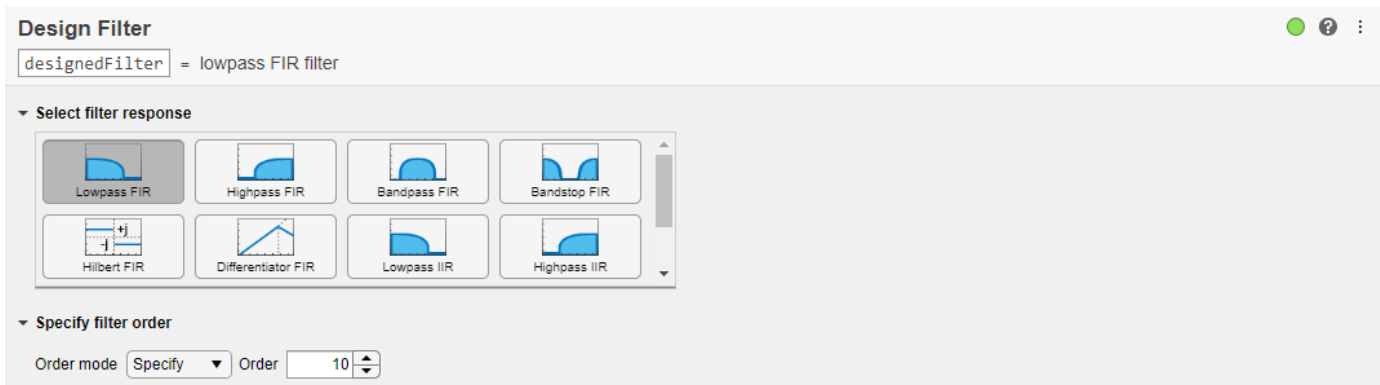 Design Filter
designedFilter = lowpass FIR filter
Select filter response
Lowpass FIR Highpass FIR Bandpass FIR Bandstop FIR
+j
-j
Hilbert FIR Differentiator FIR Lowpass IIR Highpass IIR
Specify filter order
Order mode Specify Order 10